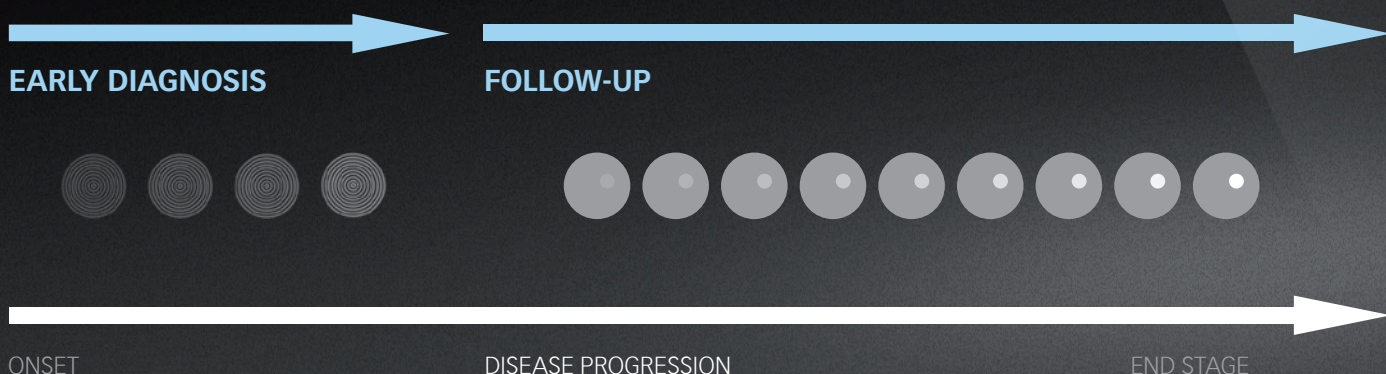 EARLY DIAGNOSIS
FOLLOW-UP
ONSET
DISEASE PROGRESSION
END STAGE